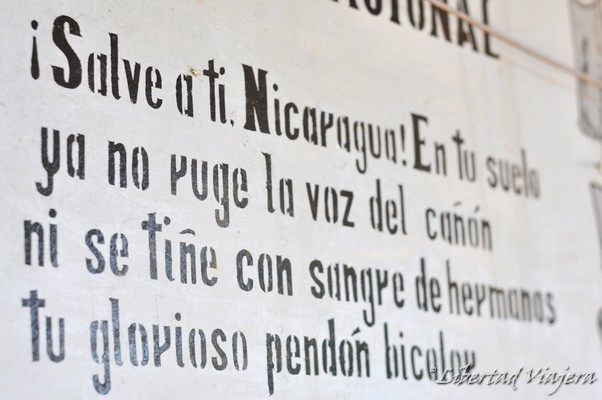 ¡Salve a ti, Nicaragua! En tu suelo
ya no ruge la voz del cañón
ni se tiñe con sangre de hermanos
tu glorioso pendón bicolor
Libertad Viajera